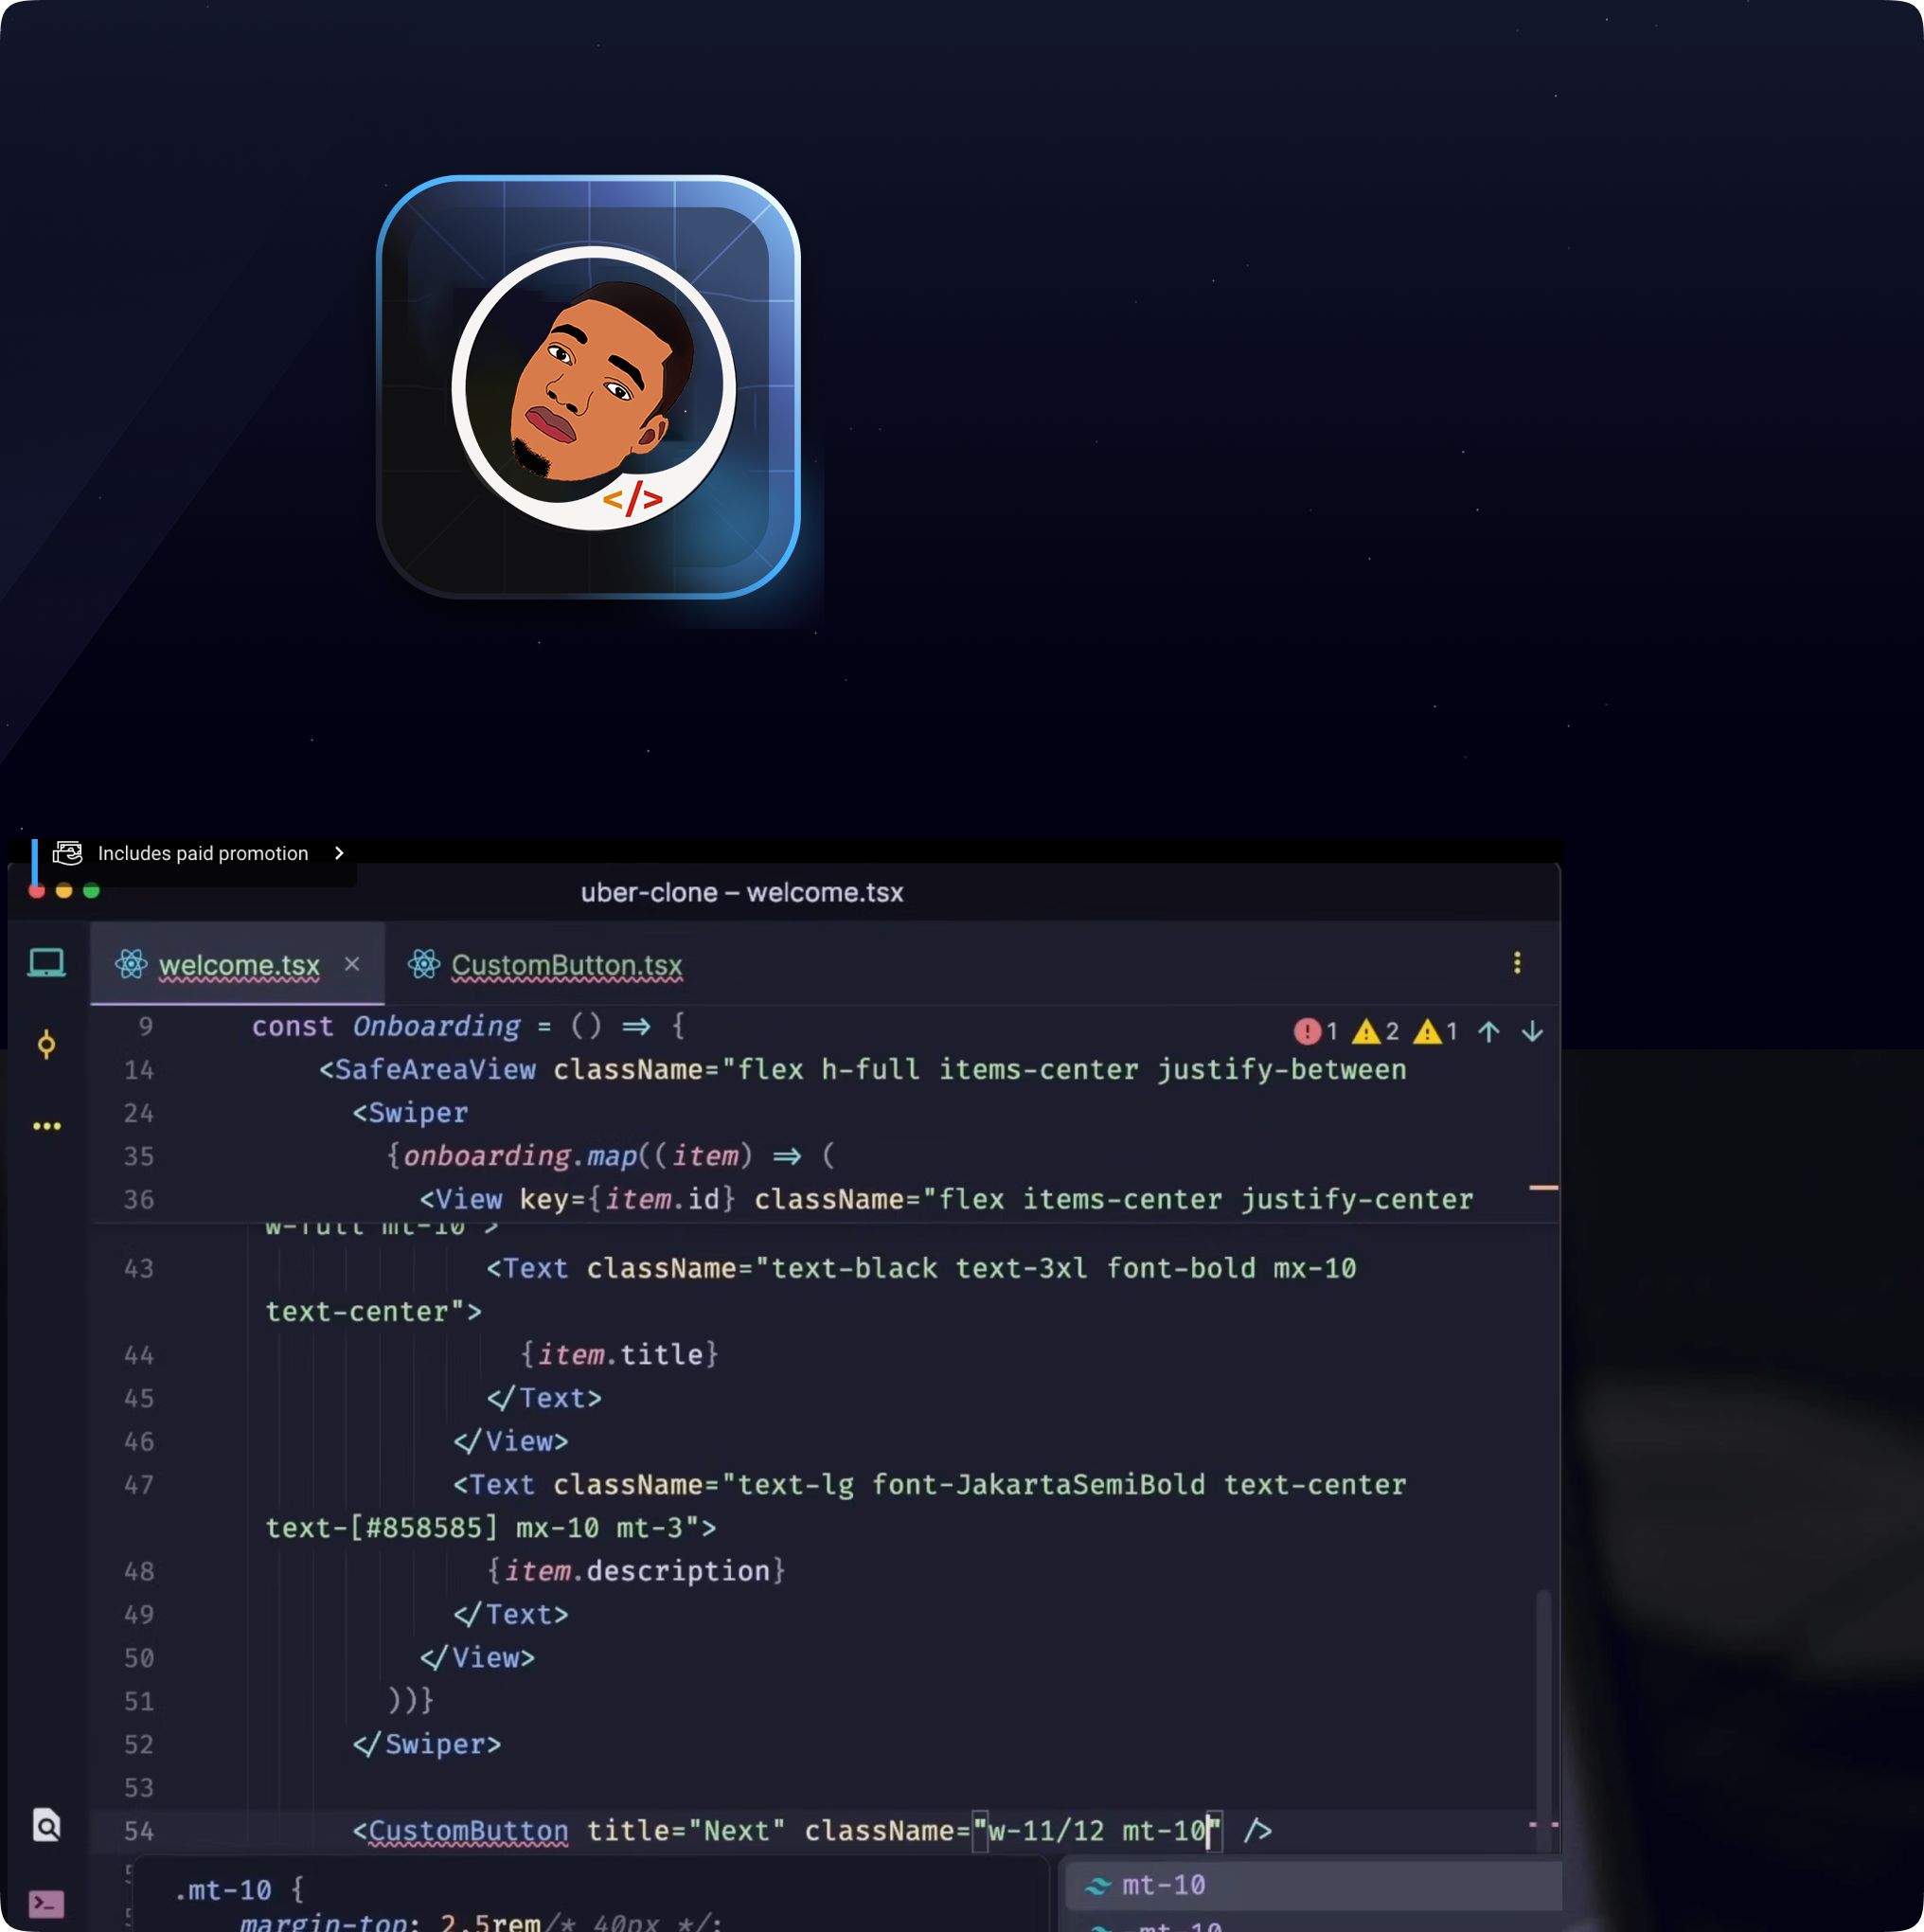 </>
Includes paid promotion
uber-clone – welcome.tsx
welcome.tsx × CustomButton.tsx
9 const Onboarding = () => {
1 2 1
14 <SafeAreaView className="flex h-full items-center justify-between
24 <Swiper
35 {onboarding.map((item) => (
36 <View key={item.id} className="flex items-center justify-center
w-full mt-10">
43 <Text className="text-black text-3xl font-bold mx-10
text-center">
44 {item.title}
45 </Text>
46 </View>
47 <Text className="text-lg font-JakartaSemiBold text-center
text-[#858585] mx-10 mt-3">
48 {item.description}
49 </Text>
50 </View>
51 ))}
52 </Swiper>
53
54 <CustomButton title="Next" className="w-11/12 mt-10" />
.mt-10 {
margin-top: 2.5rem/* 40px */;
mt-10
-mt-10